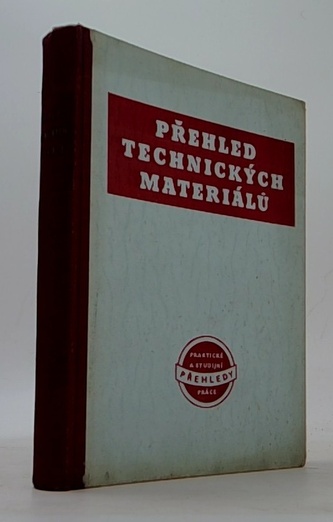 PŘEHLED
TECHNICKÝCH
MATERIÁLŮ
PRAKTICKÉ
A STUDIJNÍ
PŘEHLEDY
PRÁCE